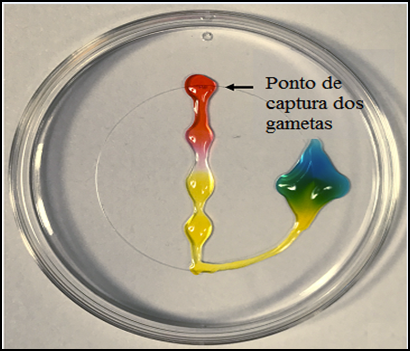 Ponto de
captura dos
gametas